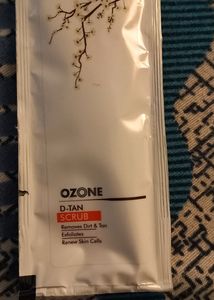 OZONE
D-TAN
SCRUB
Removes Dirt & Tan
Exfoliates
Renew Skin Cells